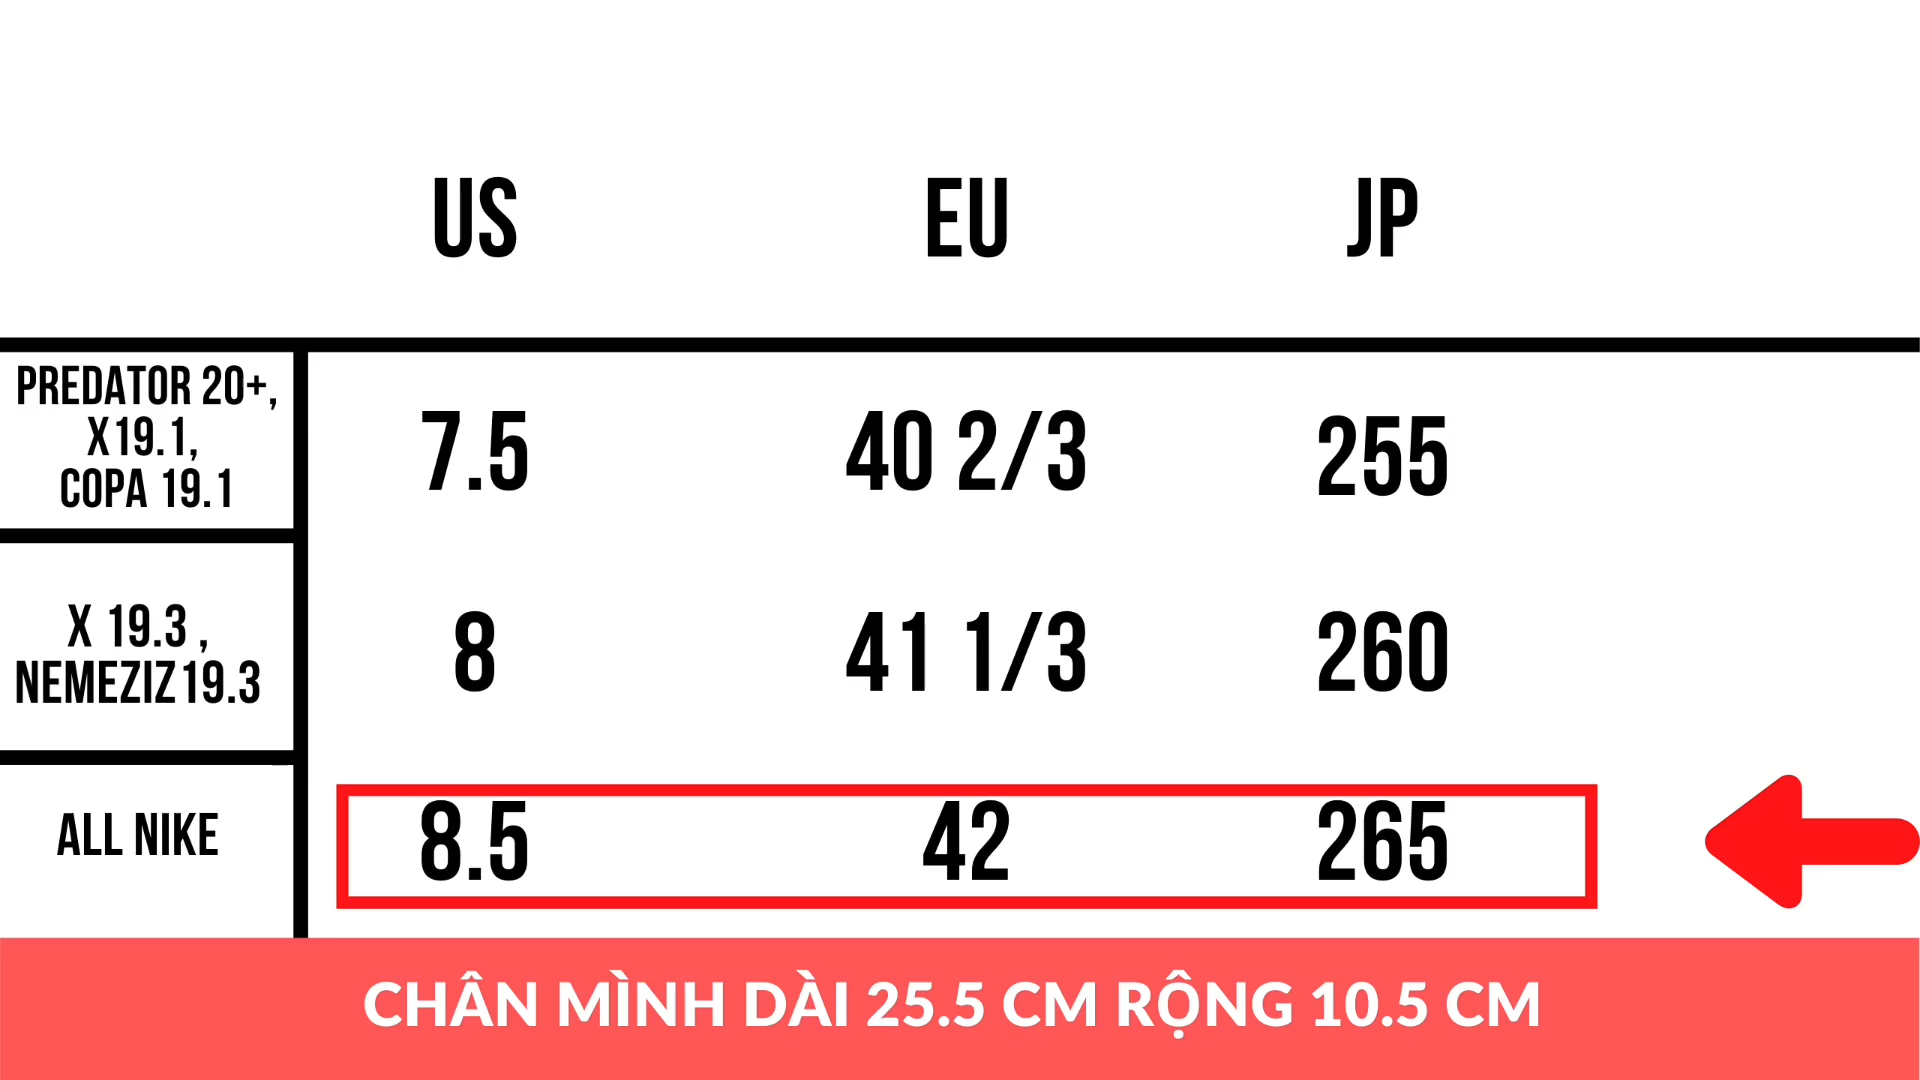 US EU JP
PREDATOR 20+,
X19.1,
COPA 19.1
7.5 40 2/3 255
X 19.3 ,
NEMEZIZ19.3
8 41 1/3 260
ALL NIKE
8.5 42 265
CHÂN MÌNH DÀI 25.5 CM RỘNG 10.5 CM